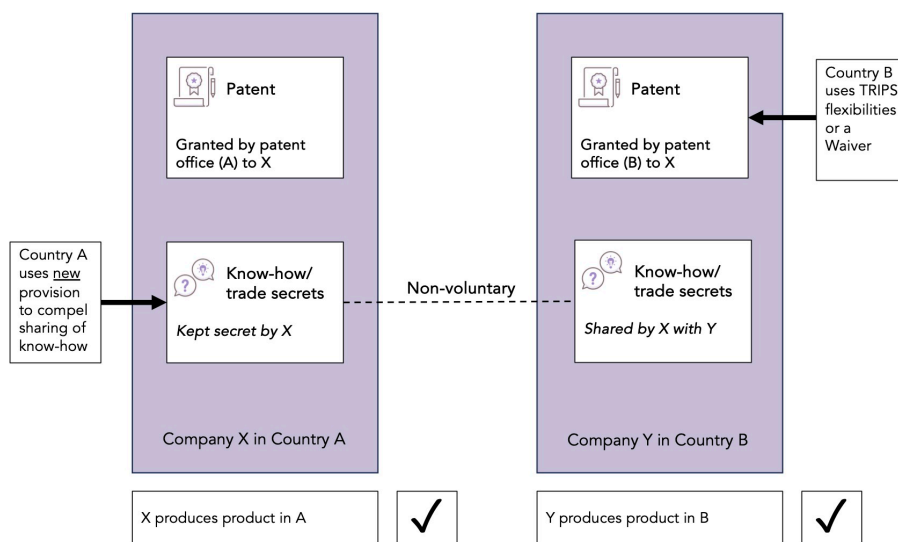 Patent
Granted by patent
office (A) to X
Patent
Granted by patent
office (B) to X
Country B
uses TRIPS
flexibilities
or a
Waiver
Country A
uses new
provision
to compel
sharing of
know-how
Know-how/
trade secrets
Kept secret by X
Non-voluntary
Know-how/
trade secrets
Shared by X with Y
Company X in Country A
Company Y in Country B
X produces product in A
Y produces product in B